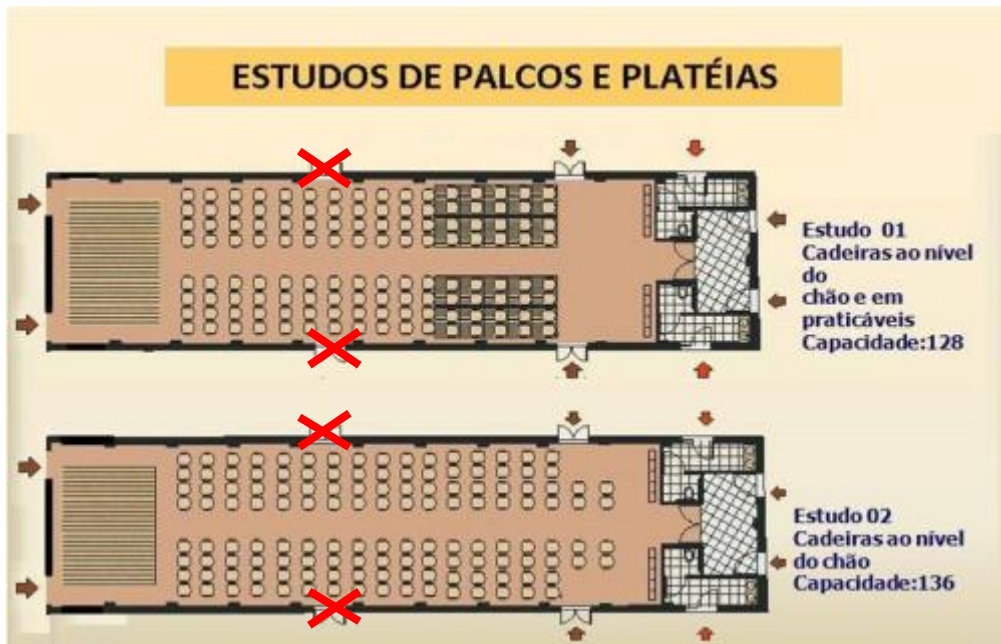 ESTUDOS DE PALCOS E PLATÉIAS
Estudo 01
Cadeiras ao nível
do
chão e em
praticáveis
Capacidade:128
Estudo 02
Cadeiras ao nível
do chão
Capacidade:136